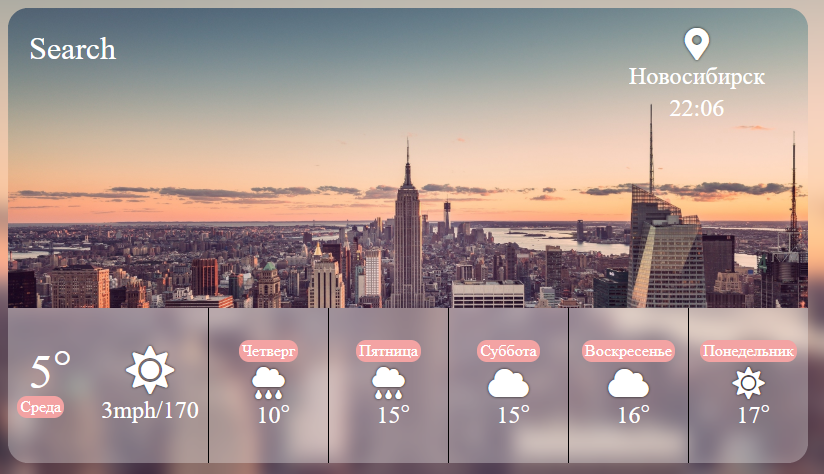 Search
Новосибирск
22:06
5°
Среда
3mph/170
Четверг
10°
Пятница
15°
Суббота
15°
Воскресенье
16°
Понедельник
17°